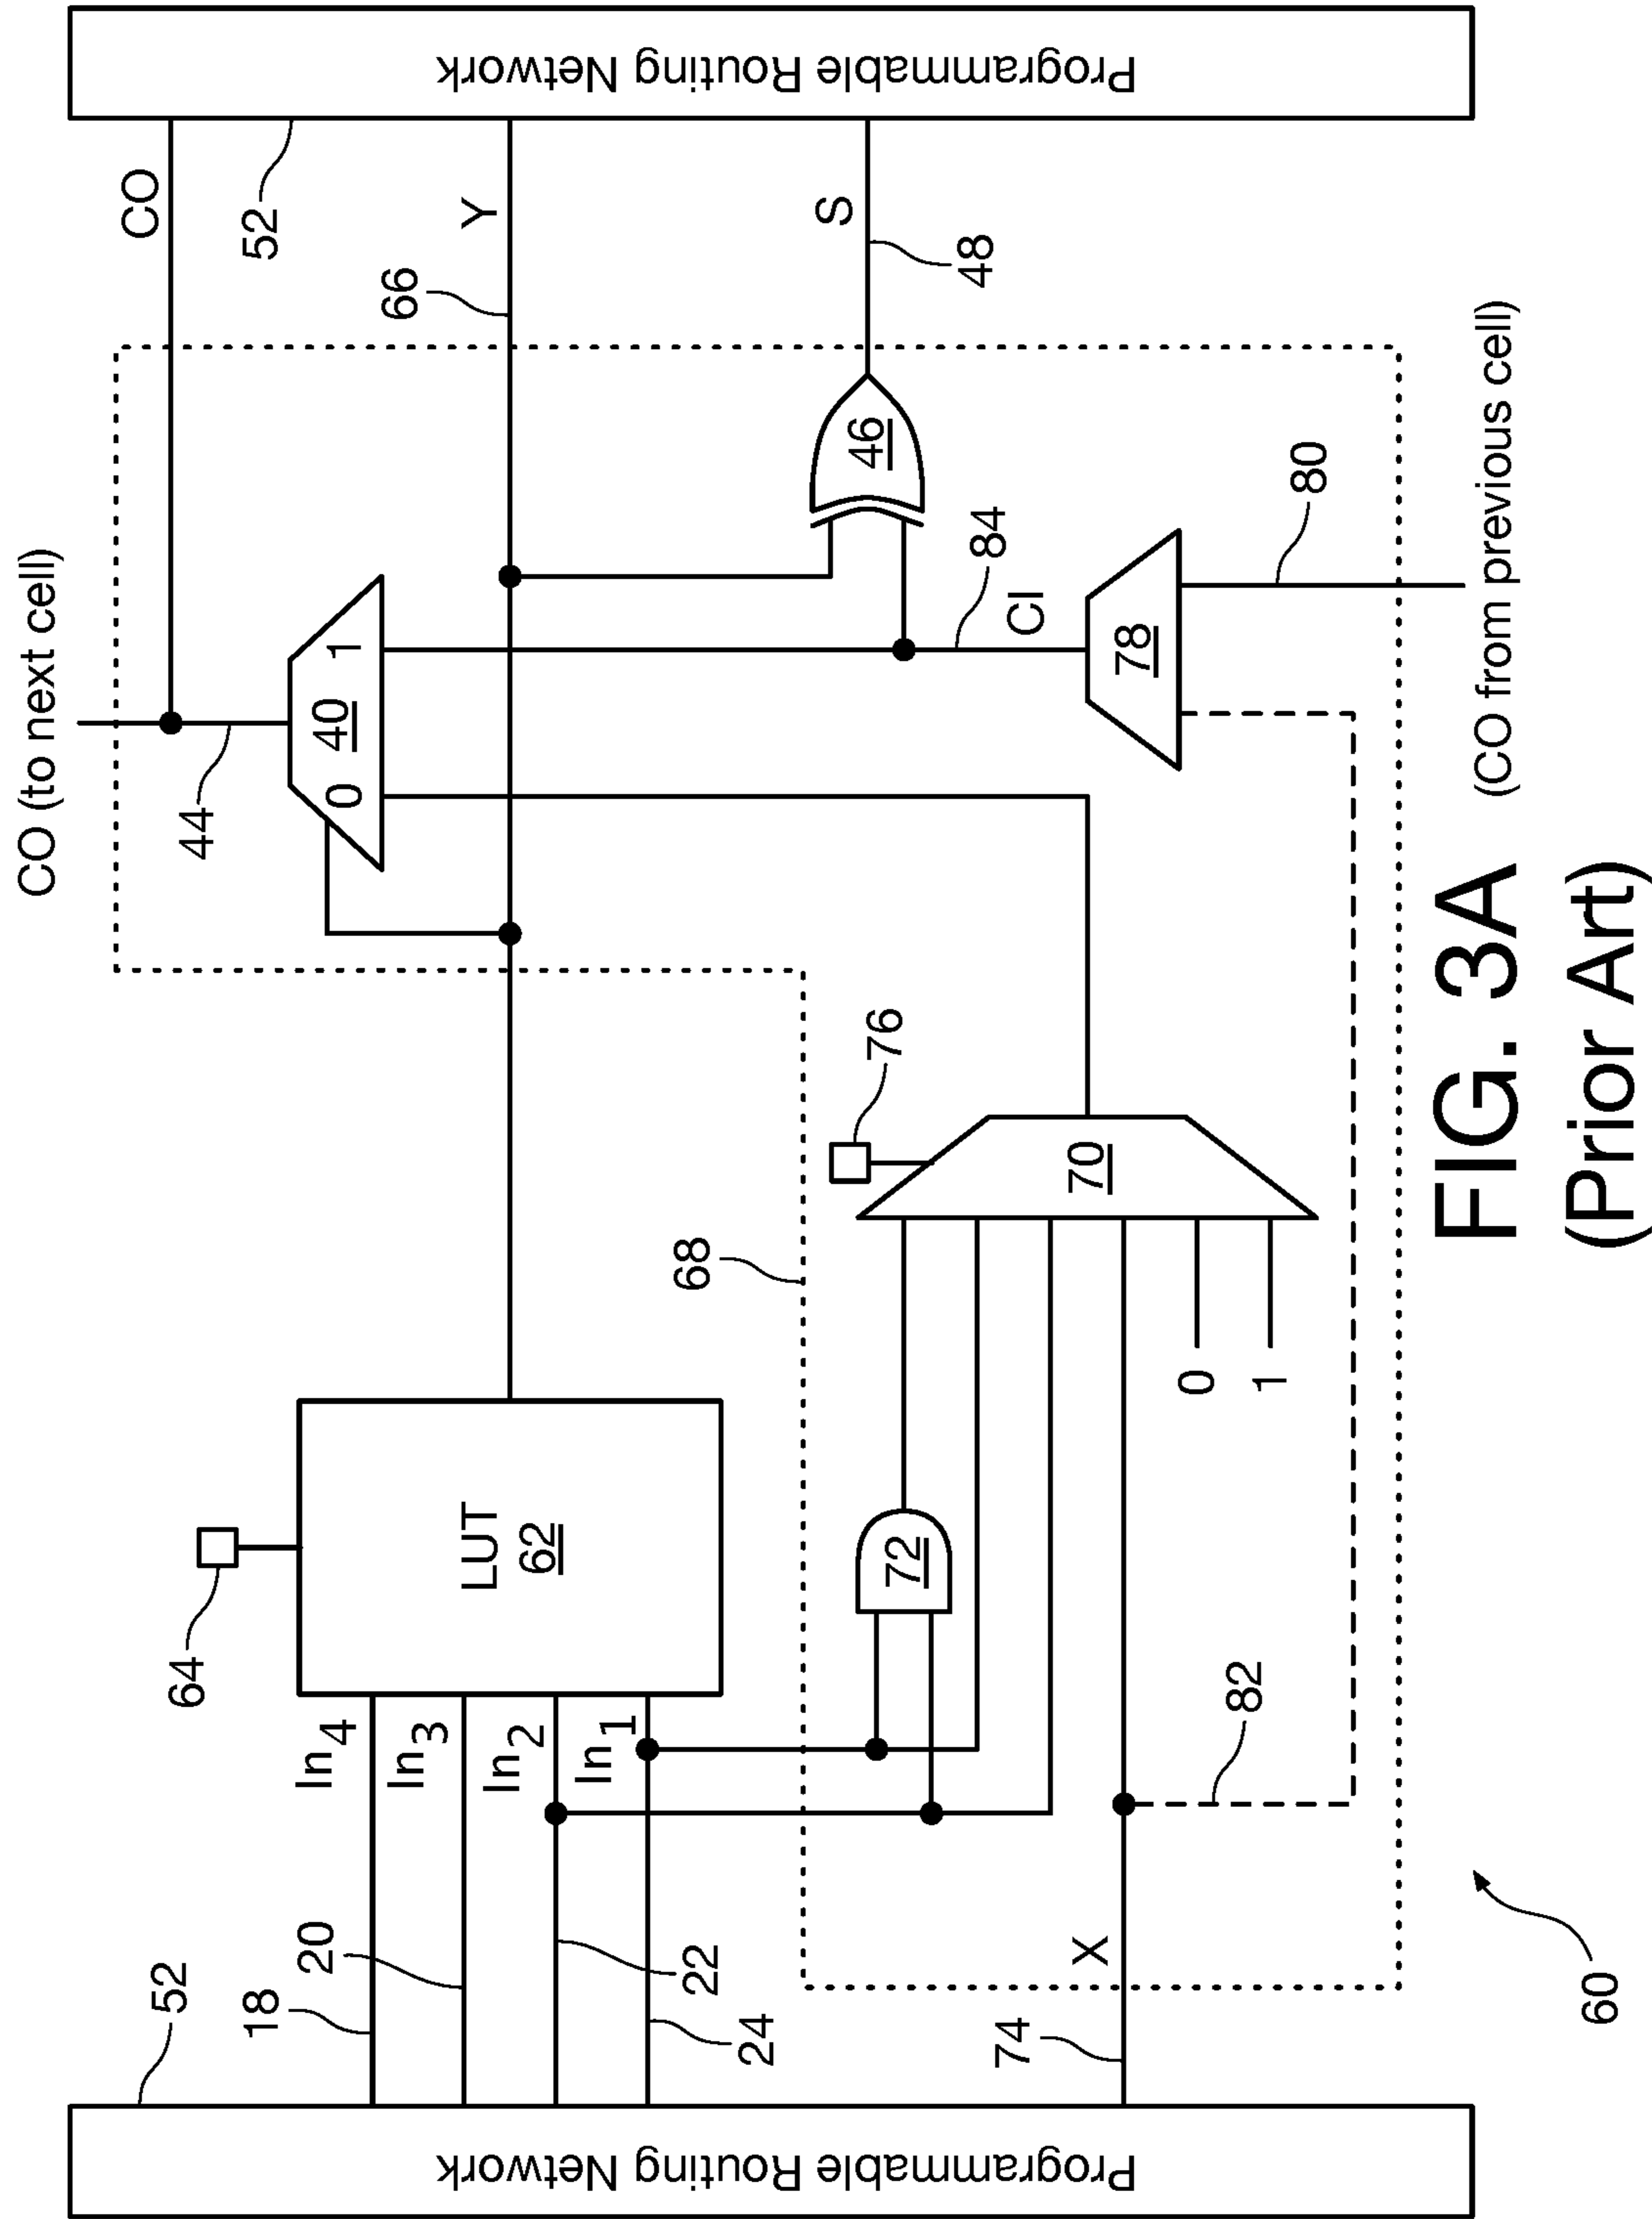 CO (to next cell)
44
CO
52
Programmable Routing Network
64
LUT
62
0
40
1
66
Y
52
Programmable Routing Network
18
20
22
24
In4
In3
In2
In1
68
76
46
S
48
84
CI
72
70
78
80
74
X
82
0
1
(CO from previous cell)
60
FIG. 3A
(Prior Art)